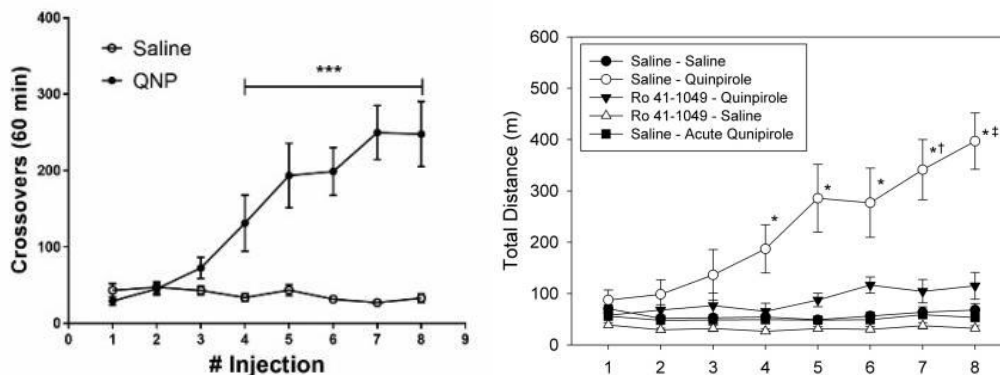 400
300
200
100
0
Crossovers (60 min)
Saline
QNP
***
0 1 2 3 4 5 6 7 8 9
# Injection
600
500
400
300
200
100
0
Total Distance (m)
Saline - Saline
Saline - Quinpirole
Ro 41-1049 - Quinpirole
Ro 41-1049 - Saline
Saline - Acute Qunipirole
*
*
*
*†
*‡
1 2 3 4 5 6 7 8